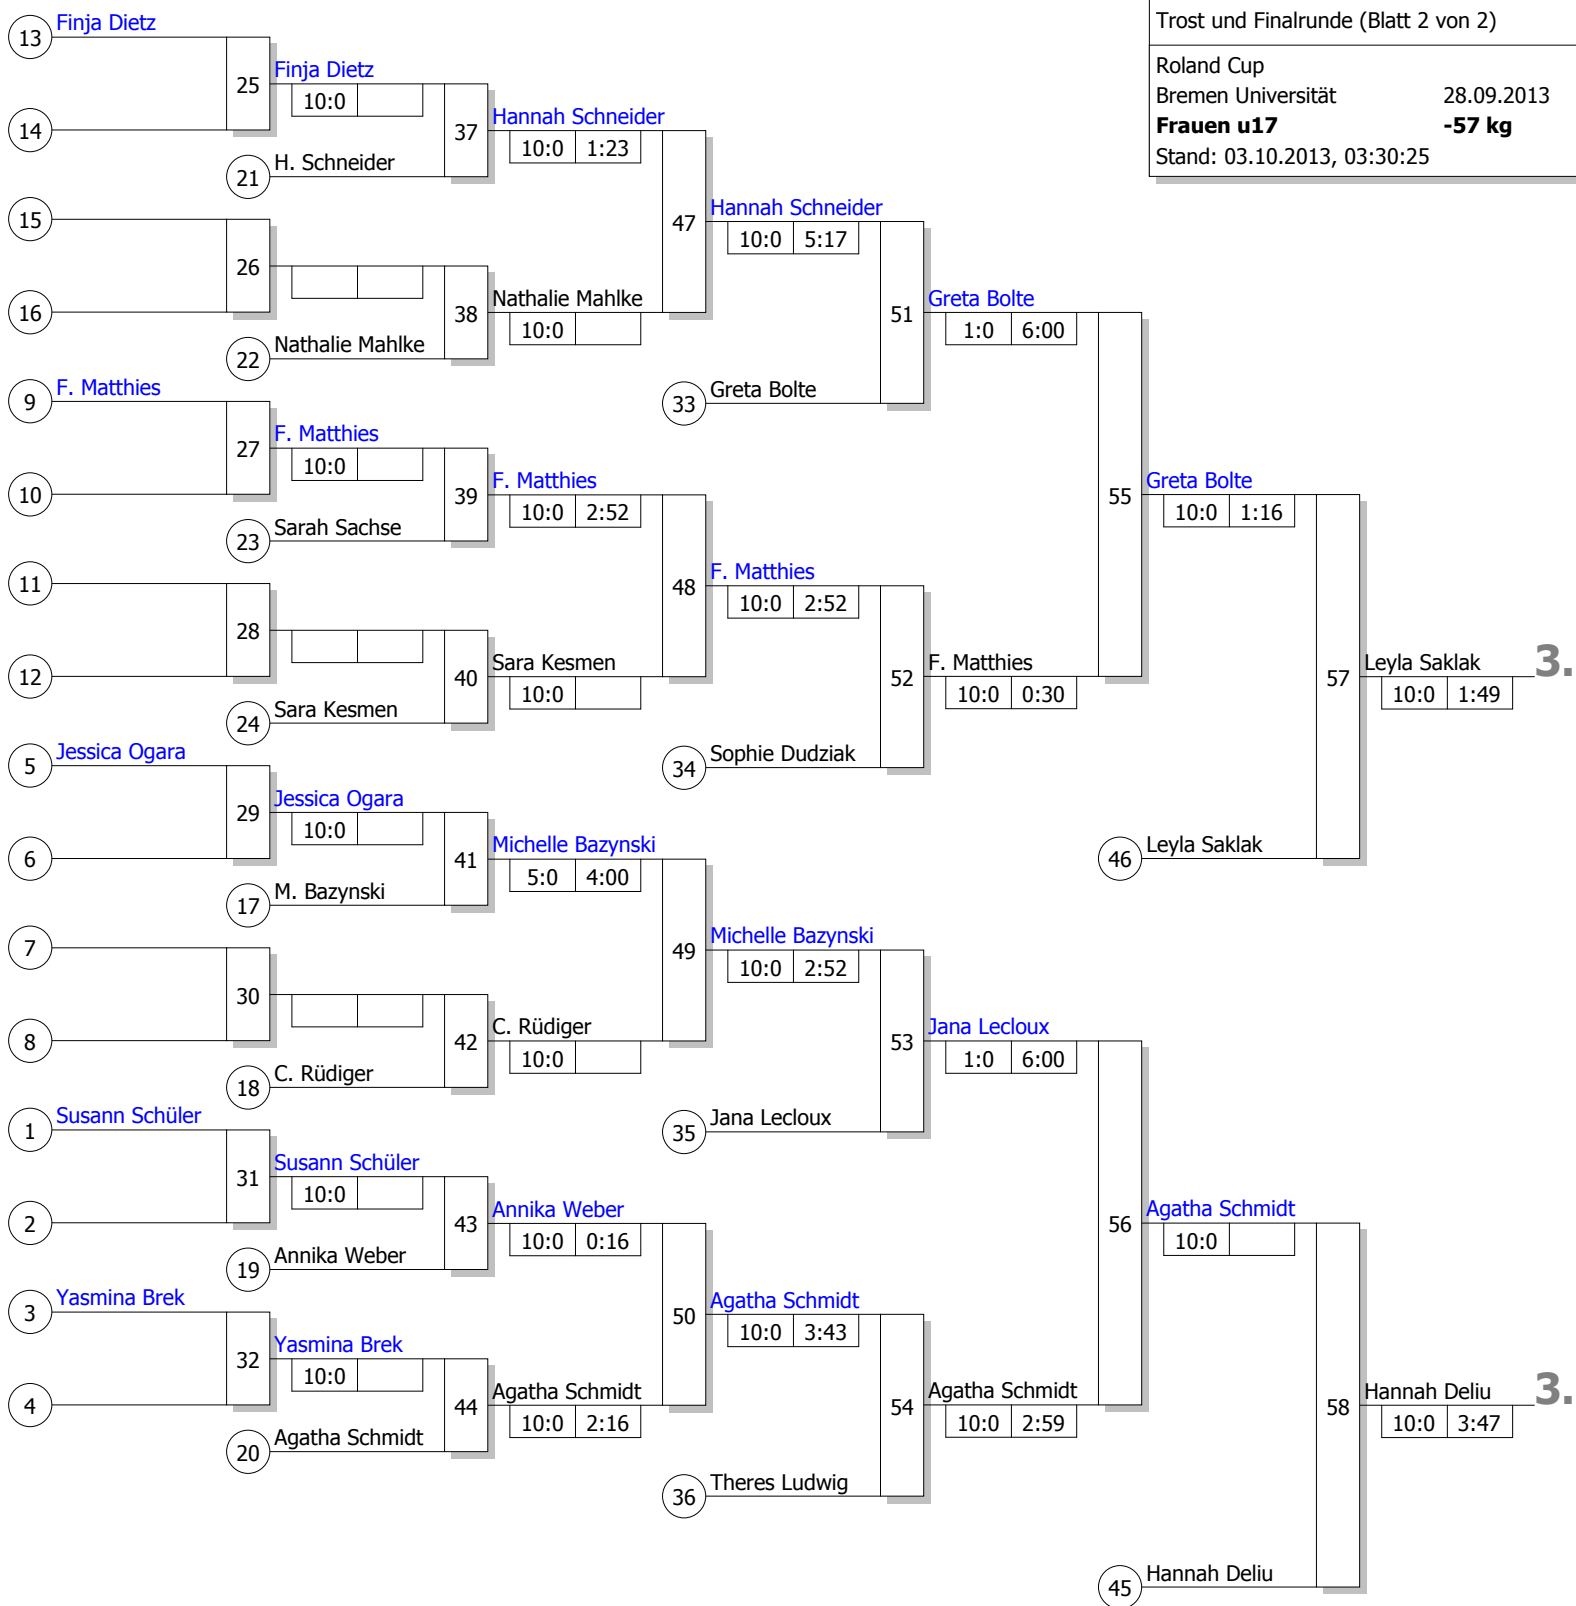 Trost und Finalrunde (Blatt 2 von 2)
Roland Cup
Bremen Universität 28.09.2013
Frauen u17 -57 kg
Stand: 03.10.2013, 03:30:25
13 Finja Dietz
14
25 Finja Dietz
10:0
21 H. Schneider
37 Hannah Schneider
10:0 1:23
15
16
26
22 Nathalie Mahlke
38 Nathalie Mahlke
10:0
47 Hannah Schneider
10:0 5:17
33 Greta Bolte
51 Greta Bolte
1:0 6:00
9 F. Matthies
10
27 F. Matthies
10:0
23 Sarah Sachse
39 F. Matthies
10:0 2:52
11
12
28
24 Sara Kesmen
40 Sara Kesmen
10:0
48 F. Matthies
10:0 2:52
34 Sophie Dudziak
52 F. Matthies
10:0 0:30
55 Greta Bolte
10:0 1:16
46 Leyla Saklak
57 Leyla Saklak 3.
10:0 1:49
5 Jessica Ogara
6
29 Jessica Ogara
10:0
17 M. Bazynski
41 Michelle Bazynski
5:0 4:00
7
8
30
18 C. Rüdiger
42 C. Rüdiger
10:0
49 Michelle Bazynski
10:0 2:52
35 Jana Lecloux
53 Jana Lecloux
1:0 6:00
1 Susann Schüler
2
31 Susann Schüler
10:0
19 Annika Weber
43 Annika Weber
10:0 0:16
3 Yasmina Brek
4
32 Yasmina Brek
10:0
20 Agatha Schmidt
44 Agatha Schmidt
10:0 2:16
50 Agatha Schmidt
10:0 3:43
36 Theres Ludwig
54 Agatha Schmidt
10:0 2:59
56 Agatha Schmidt
10:0
45 Hannah Deliu
58 Hannah Deliu 3.
10:0 3:47